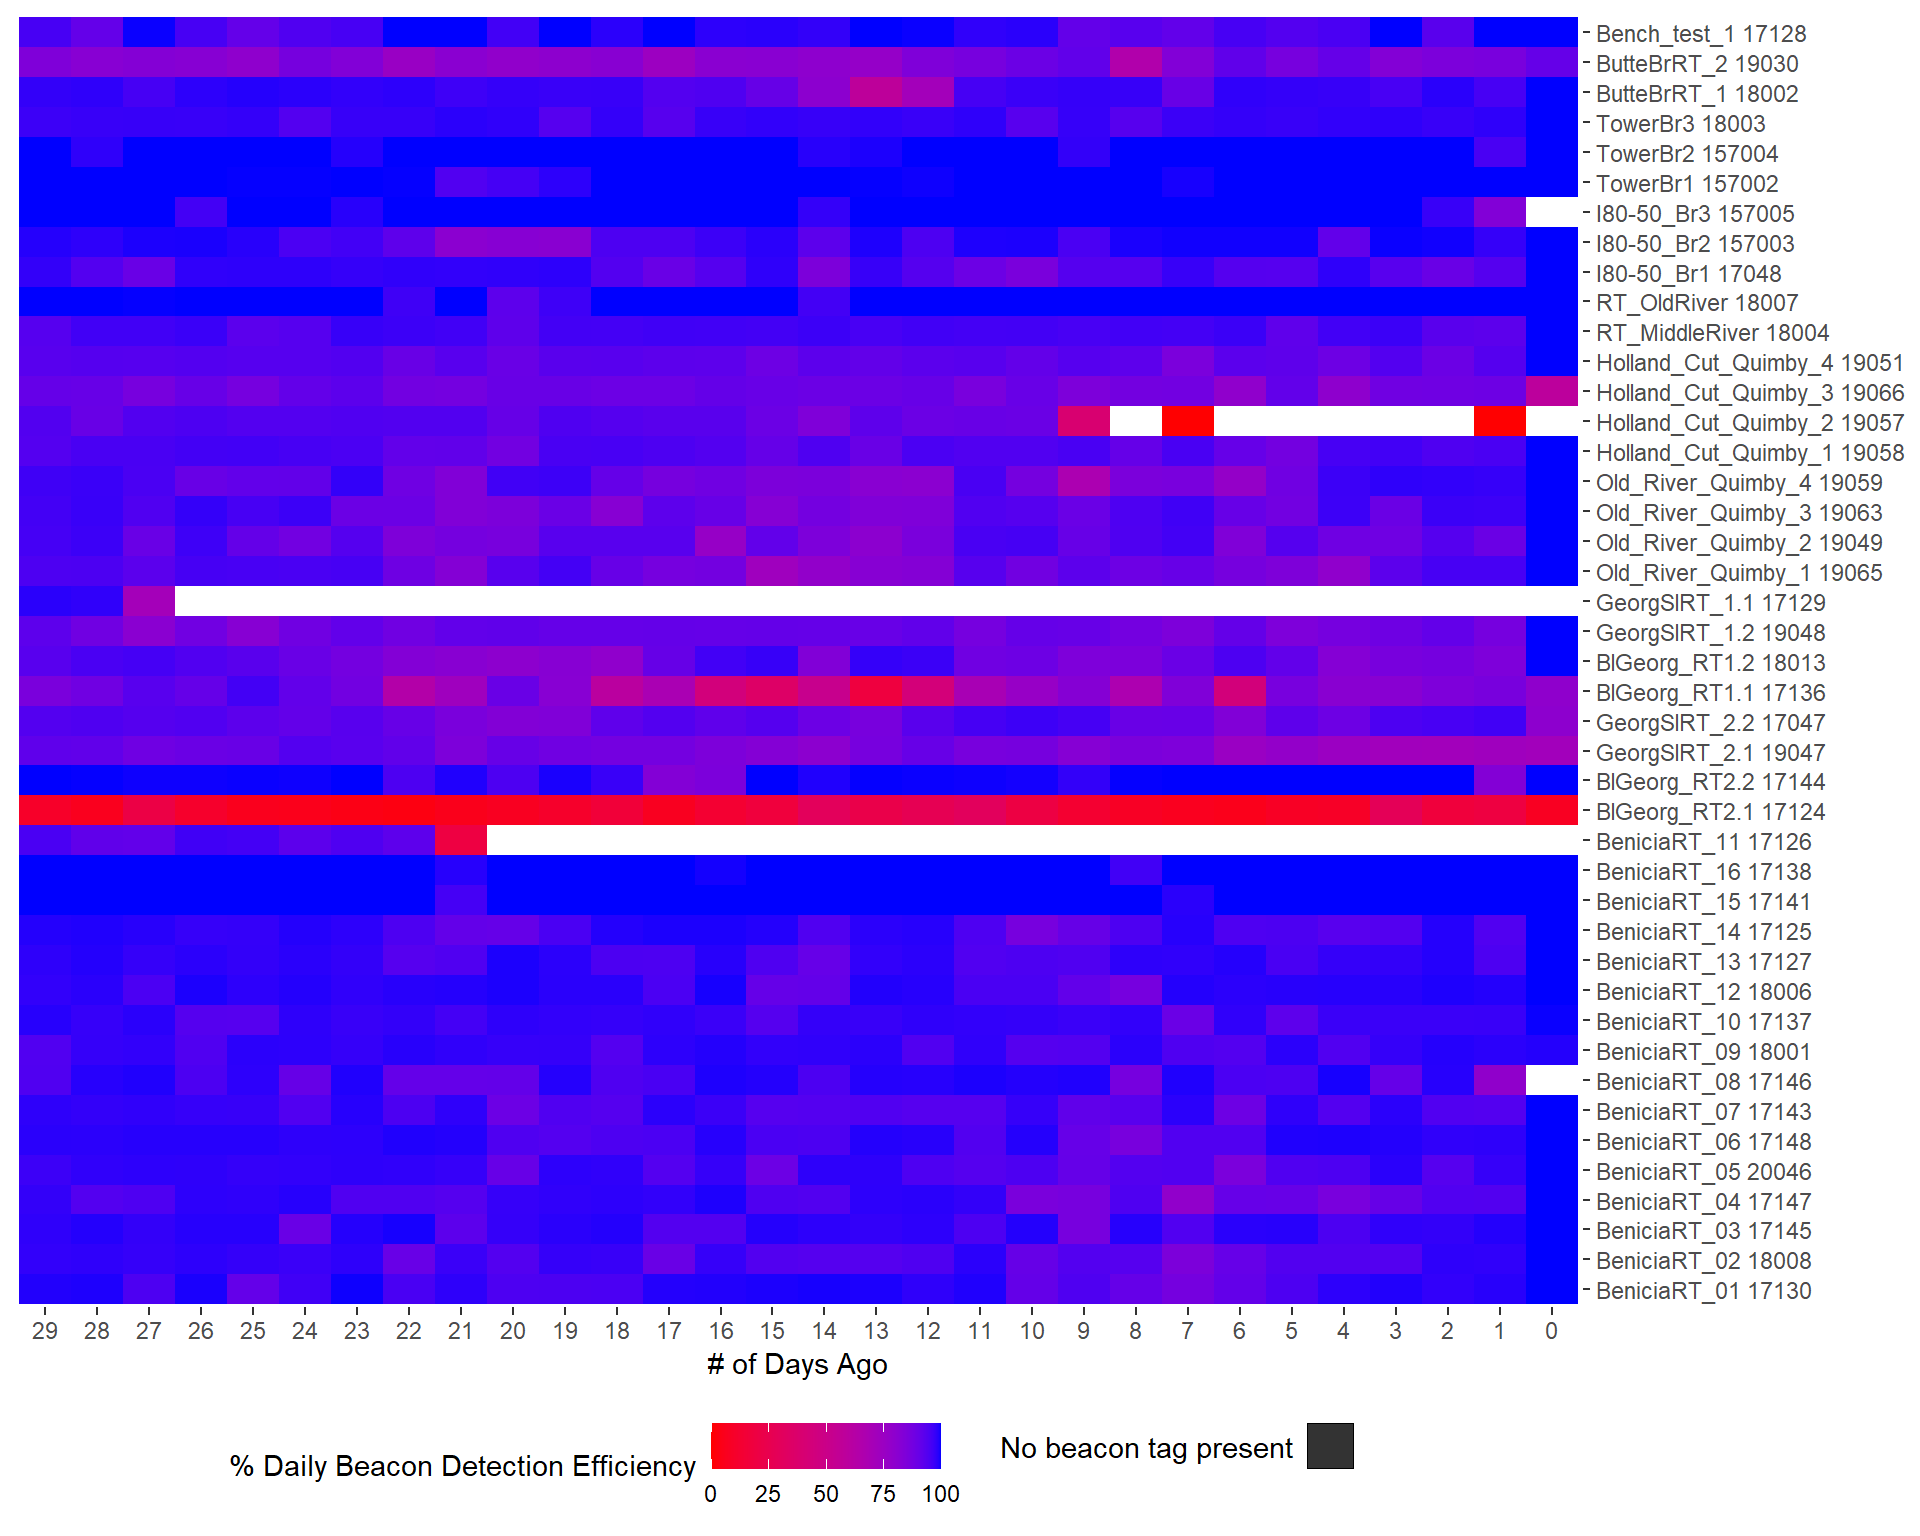 Bench_test_1 17128
ButteBrRT_2 19030
ButteBrRT_1 18002
TowerBr3 18003
TowerBr2 157004
TowerBr1 157002
I80-50_Br3 157005
I80-50_Br2 157003
I80-50_Br1 17048
RT_OldRiver 18007
RT_MiddleRiver 18004
Holland_Cut_Quimby_4 19051
Holland_Cut_Quimby_3 19066
Holland_Cut_Quimby_2 19057
Holland_Cut_Quimby_1 19058
Old_River_Quimby_4 19059
Old_River_Quimby_3 19063
Old_River_Quimby_2 19049
Old_River_Quimby_1 19065
GeorgSlRT_1.1 17129
GeorgSlRT_1.2 19048
BlGeorg_RT1.2 18013
BlGeorg_RT1.1 17136
GeorgSlRT_2.2 17047
GeorgSlRT_2.1 19047
BlGeorg_RT2.2 17144
BlGeorg_RT2.1 17124
BeniciaRT_11 17126
BeniciaRT_16 17138
BeniciaRT_15 17141
BeniciaRT_14 17125
BeniciaRT_13 17127
BeniciaRT_12 18006
BeniciaRT_10 17137
BeniciaRT_09 18001
BeniciaRT_08 17146
BeniciaRT_07 17143
BeniciaRT_06 17148
BeniciaRT_05 20046
BeniciaRT_04 17147
BeniciaRT_03 17145
BeniciaRT_02 18008
BeniciaRT_01 17130
29 28 27 26 25 24 23 22 21 20 19 18 17 16 15 14 13 12 11 10 9 8 7 6 5 4 3 2 1 0
# of Days Ago
% Daily Beacon Detection Efficiency
0 25 50 75 100
No beacon tag present